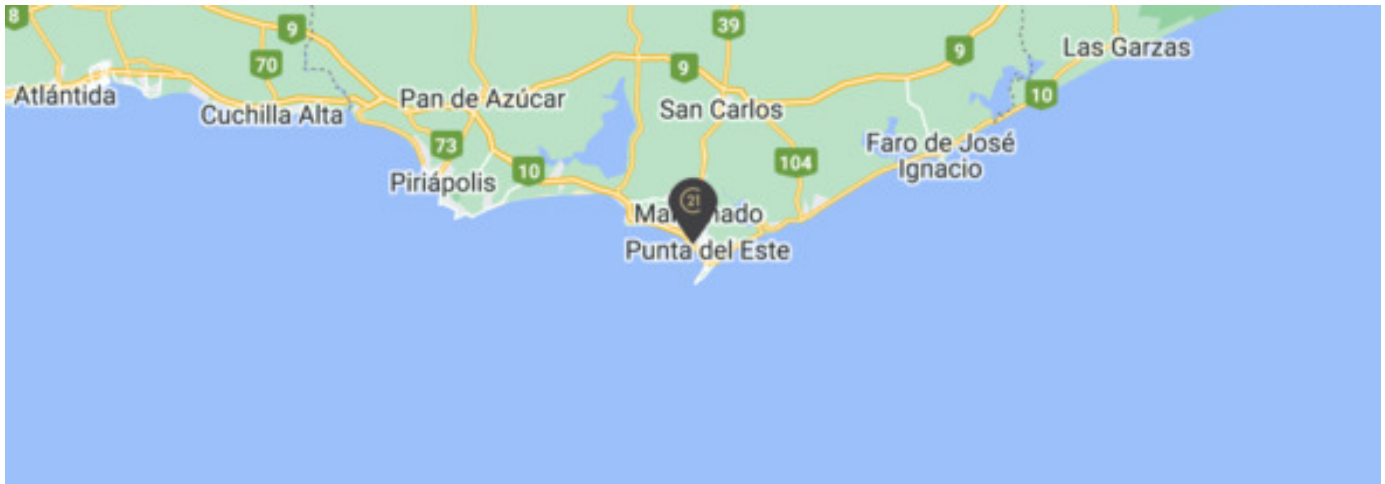 8
9
39
9
Las Garzas
70
9
10
Atlántida
Cuchilla Alta
Pan de Azúcar
San Carlos
73
Faro de José
Ignacio
10
104
Piriápolis
21
Punta del Este